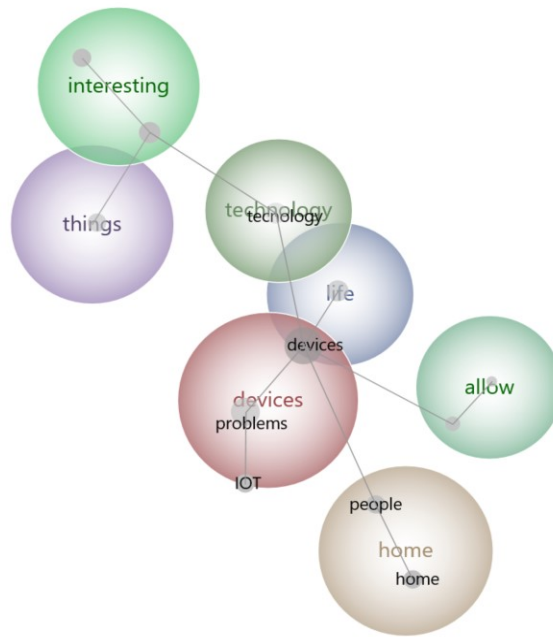 interesting
things
technology
tecnology
life
devices
devices
problems
allow
IOT
people
home
home